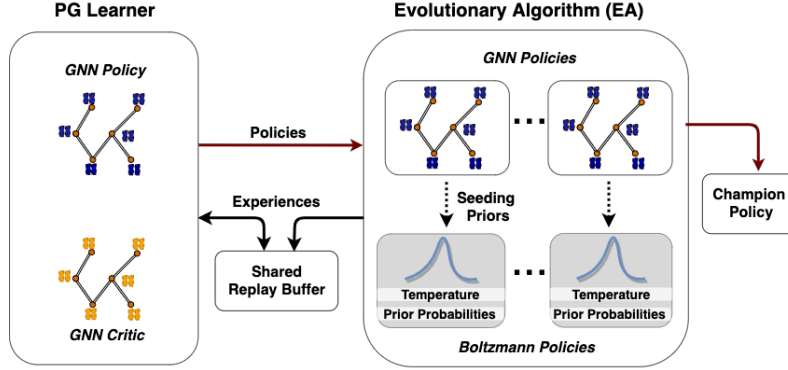 PG Learner
GNN Policy
GNN Critic
Policies
Experiences
Shared
Replay Buffer
Evolutionary Algorithm (EA)
GNN Policies
Seeding
Priors
Temperature
Prior Probabilities
Temperature
Prior Probabilities
Boltzmann Policies
Champion
Policy